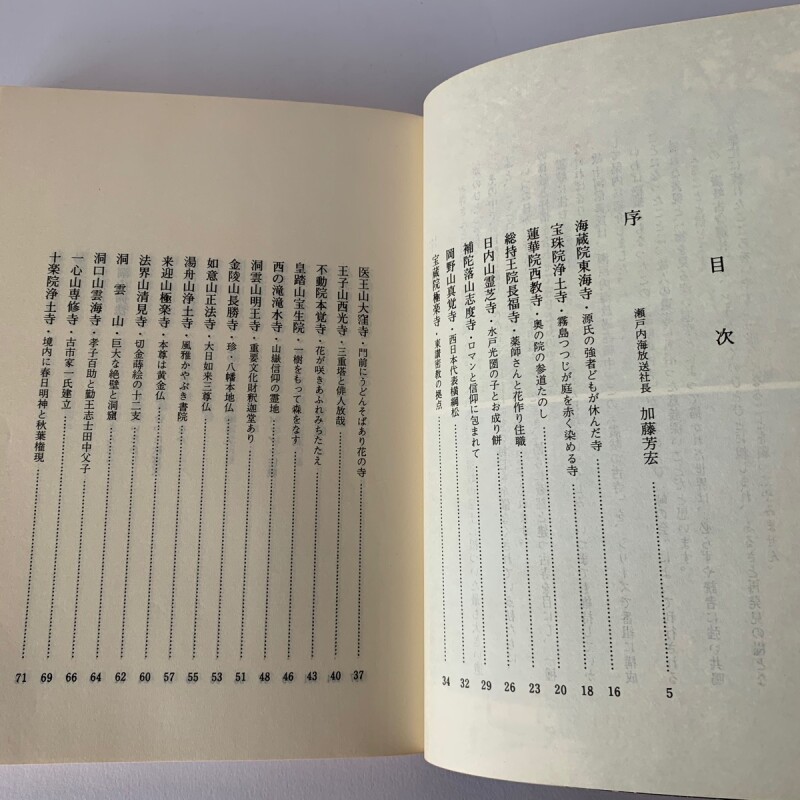 目次
序 瀬戸内海放送社長 加藤芳宏 5
海蔵院東海寺・源氏の強者どもが休んだ寺 16
宝珠院浄土寺・霧島つつじが庭を赤く染める寺 18
蓮華院西教寺・奥の院の参道たのし 20
総持王院長福寺・薬師さんと花作り住職 23
日内山霊芝寺・水戸光圀の子とお成り餅 26
補陀落山志度寺・ロマンと信仰に包まれて 29
岡野山真覚寺・西日本代表横綱松 32
宝蔵院極楽寺・東讃密教の拠点 34
医王山大窪寺・門前にうどんそばあり花の寺 37
王子山西光寺・三重塔と俳人放哉 40
不動院本覚寺・花が咲きあふれみちたたえ 43
皇踏山宝生院・一樹をもって森をなす 46
西の滝滝水寺・山嶽信仰の霊地 48
洞雲山明王寺・重要文化財釈迦堂あり 51
金陵山長勝寺・珍・八幡本地仏 53
如意山正法寺・大日如来三尊仏 55
湯舟山浄土寺・風雅かやぶき書院 57
来迎山極楽寺・本尊は黄金仏 60
法界山清見寺・切金蒔絵の十二支 62
洞雲山・巨大な絶壁と洞窟 64
洞口山雲海寺・孝子百助と勤王志士田中父子 66
一心山専修寺・古市家一氏建立 69
十楽院浄土寺・境内に春日明神と秋葉権現 71